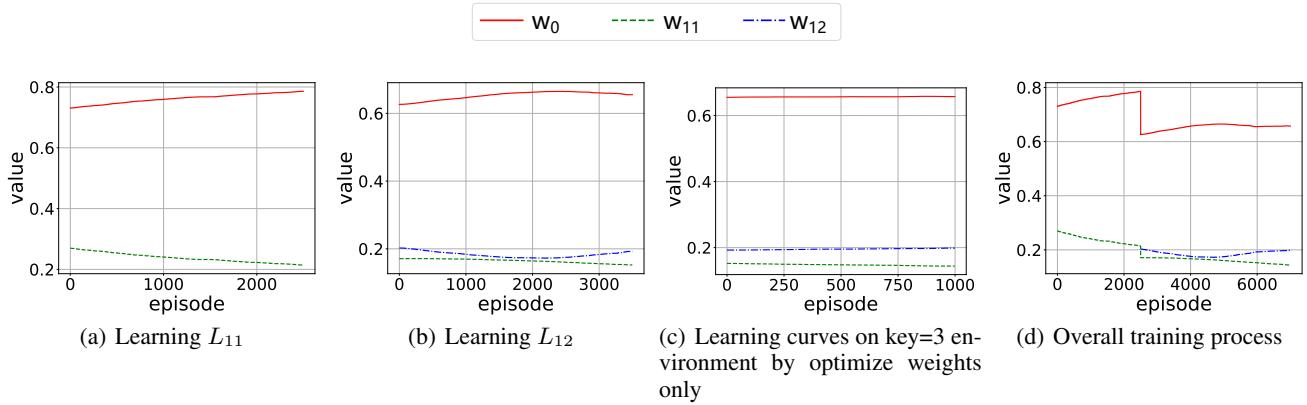 w0 w11 w12
0.8
0.6
0.4
0.2
value
0 1000 2000
episode
(a) Learning L11
0.6
0.4
0.2
value
0 1000 2000 3000
episode
(b) Learning L12
0.6
0.4
0.2
value
0 250 500 750 1000
episode
(c) Learning curves on key=3 en-
vironment by optimize weights
only
0.8
0.6
0.4
0.2
value
0 2000 4000 6000
episode
(d) Overall training process